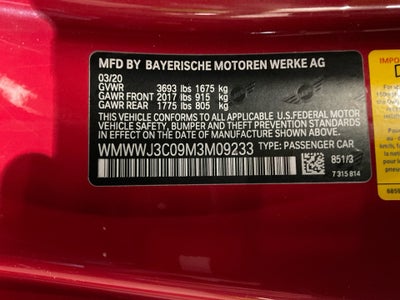 MFD BY BAYERISCHE MOTOREN WERKE AG
03/20
GVWR 3693 lbs 1675 kg
GAWR FRONT 2017 lbs 915 kg
GAWR REAR 1775 lbs 805 kg
THIS VEHICLE CONFORMS TO ALL APPLICABLE
U.S.FEDERAL MOTOR
VEHICLE SAFETY, BUMPER AND THEFT PREVENTION
STANDARDS IN EFFECT ON THE DATE OF
MANUFACTURE SHOWN ABOVE.
WMWWJ3C09M3M09233 TYPE: PASSENGER CAR
851/3
7 315 814